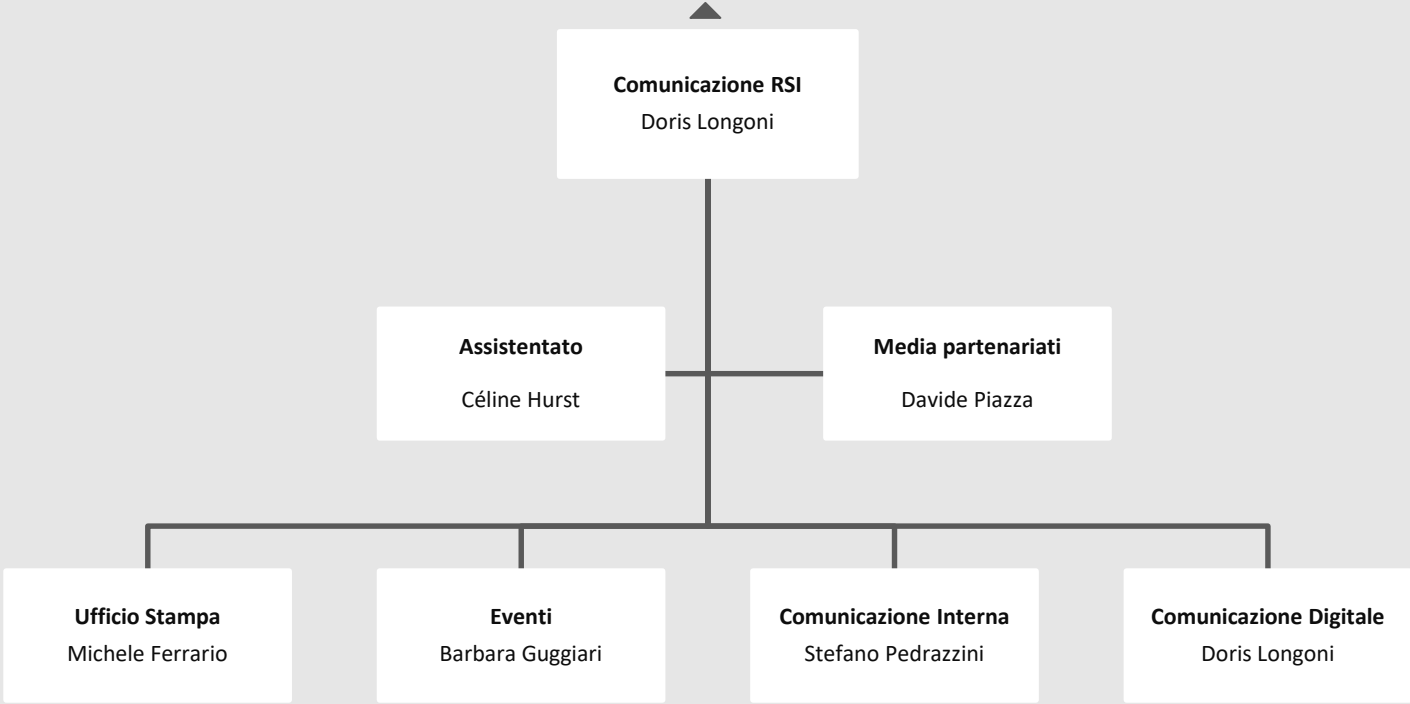 Comunicazione RSI
Doris Longoni
Assistentato
Céline Hurst
Media partenariati
Davide Piazza
Ufficio Stampa
Michele Ferrario
Eventi
Barbara Guggiari
Comunicazione Interna
Stefano Pedrazzini
Comunicazione Digitale
Doris Longoni